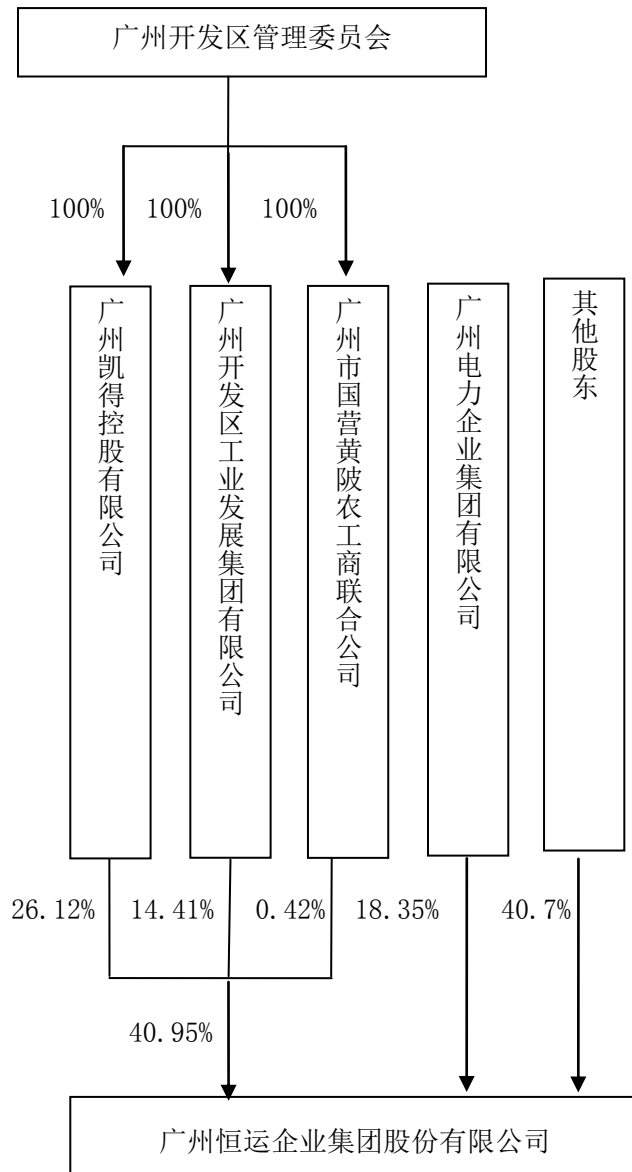 广州开发区管理委员会
100%
100%
100%
广州凯得控股有限公司
广州开发区工业发展集团有限公司
广州市国营黄陂农工商联合公司
广州电力企业集团有限公司
其他股东
26.12%
14.41%
0.42%
18.35%
40.7%
40.95%
广州恒运企业集团股份有限公司